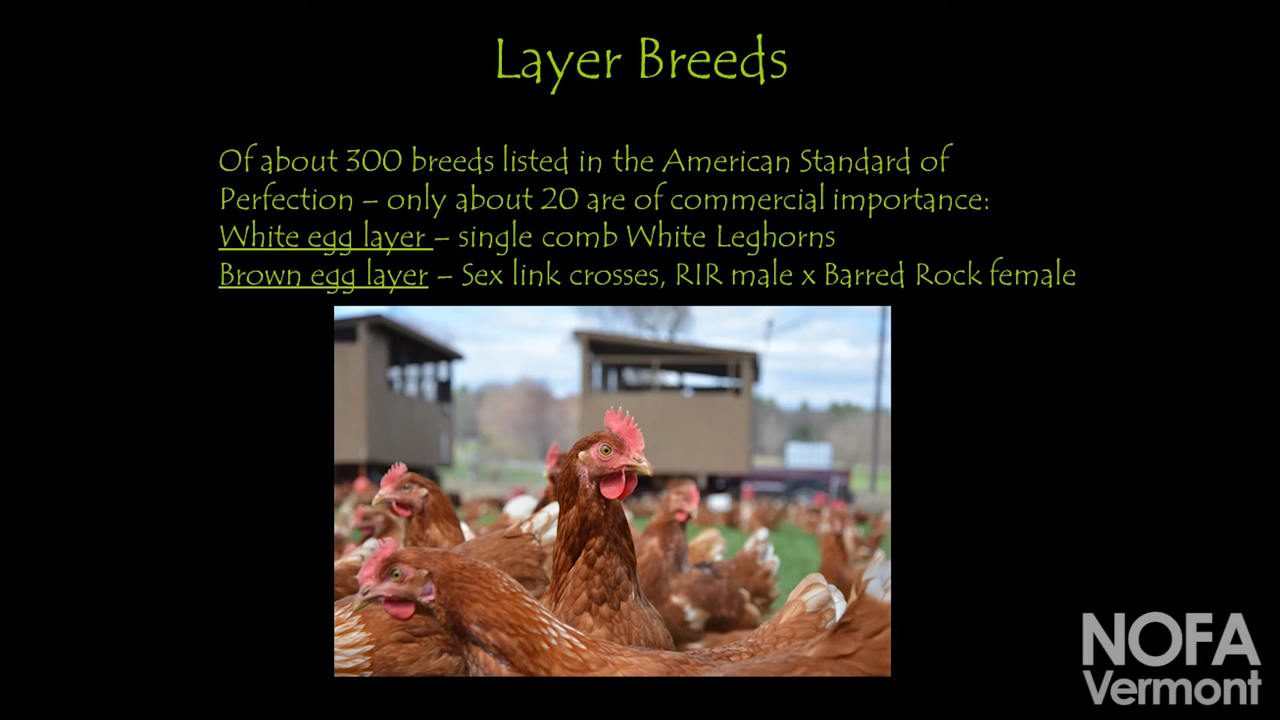 Layer Breeds
Of about 300 breeds listed in the American Standard of
Perfection – only about 20 are of commercial importance:
White egg layer – single comb White Leghorns
Brown egg layer – Sex link crosses, RIR male x Barred Rock female
NOFA
Vermont